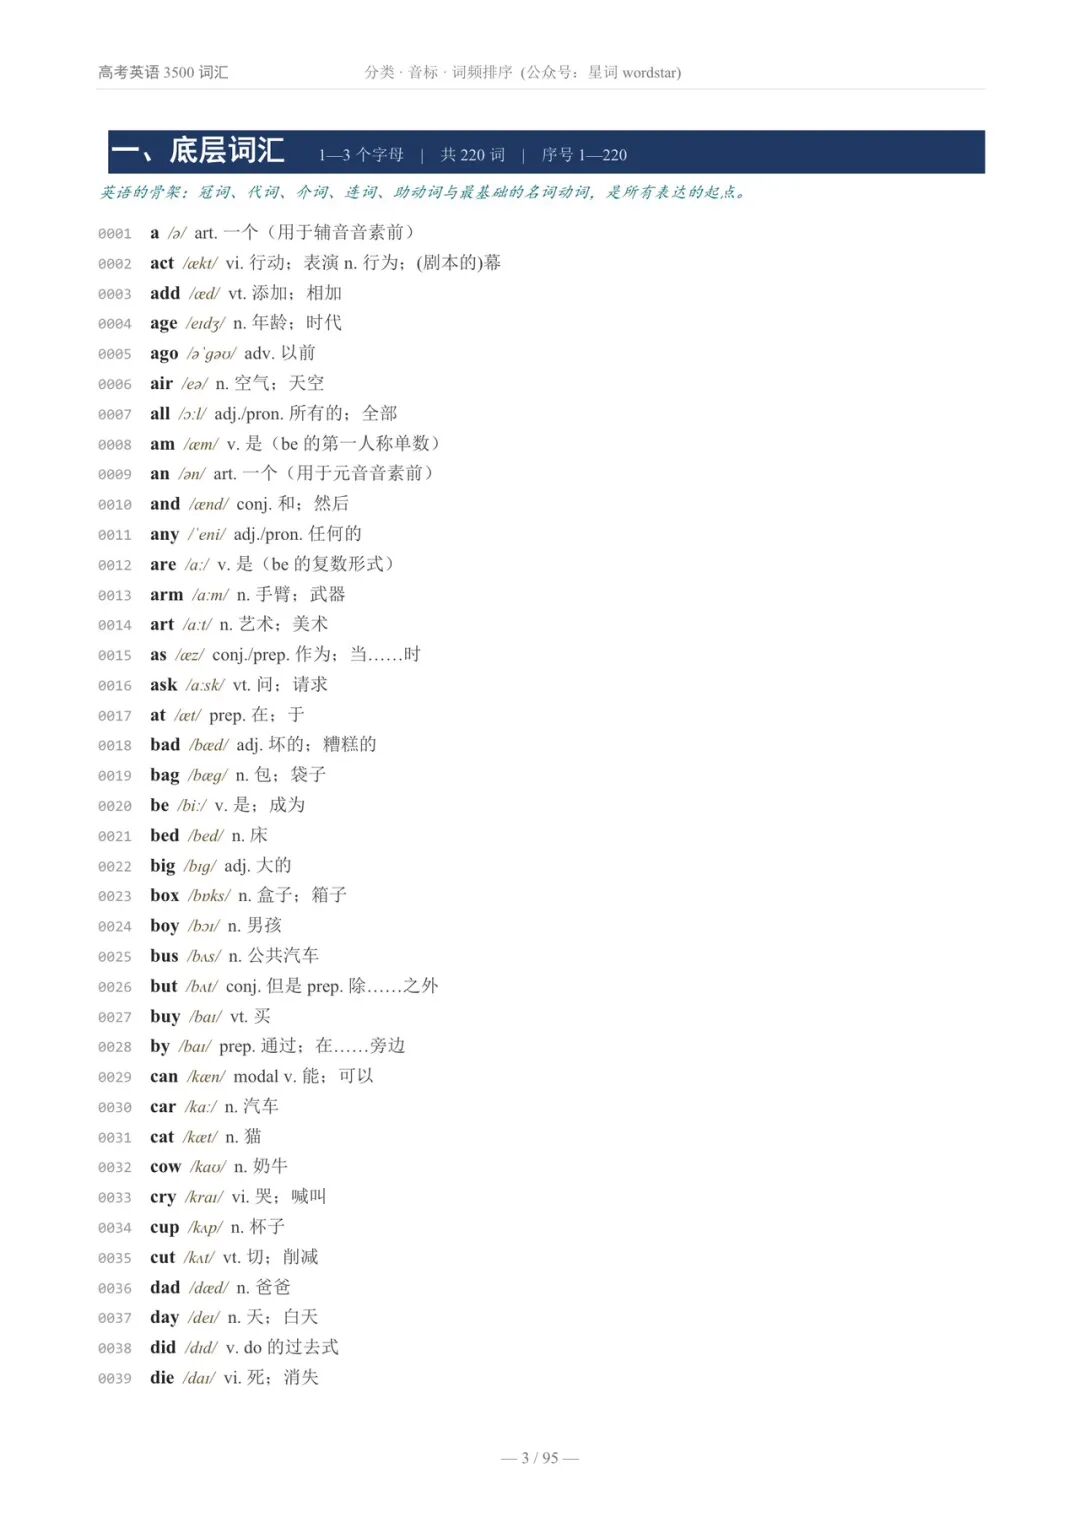 高考英语 3500 词汇
分类 · 音标 · 词频排序 (公众号：星词 wordstar)
一、底层词汇 1—3 个字母 | 共 220 词 | 序号 1—220
英语的骨架：冠词、代词、介词、连词、助动词与最基础的名词动词，是所有表达的起点。
0001 a /ə/ art. 一个（用于辅音音素前）
0002 act /ækt/ vi. 行动；表演 n. 行为；(剧本的)幕
0003 add /æd/ vt. 添加；相加
0004 age /eɪdʒ/ n. 年龄；时代
0005 ago /əˈɡəʊ/ adv. 以前
0006 air /eə/ n. 空气；天空
0007 all /ɔːl/ adj./pron. 所有的；全部
0008 am /æm/ v. 是（be 的第一人称单数）
0009 an /ən/ art. 一个（用于元音音素前）
0010 and /ænd/ conj. 和；然后
0011 any /ˈeni/ adj./pron. 任何的
0012 are /ɑː/ v. 是（be 的复数形式）
0013 arm /ɑːm/ n. 手臂；武器
0014 art /ɑːt/ n. 艺术；美术
0015 as /æz/ conj./prep. 作为；当……时
0016 ask /ɑːsk/ vt. 问；请求
0017 at /æt/ prep. 在；于
0018 bad /bæd/ adj. 坏的；糟糕的
0019 bag /bæɡ/ n. 包；袋子
0020 be /biː/ v. 是；成为
0021 bed /bed/ n. 床
0022 big /bɪɡ/ adj. 大的
0023 box /bɒks/ n. 盒子；箱子
0024 boy /bɔɪ/ n. 男孩
0025 bus /bʌs/ n. 公共汽车
0026 but /bʌt/ conj. 但是 prep. 除……之外
0027 buy /baɪ/ vt. 买
0028 by /baɪ/ prep. 通过；在……旁边
0029 can /kæn/ modal v. 能；可以
0030 car /kɑː/ n. 汽车
0031 cat /kæt/ n. 猫
0032 cow /kaʊ/ n. 奶牛
0033 cry /kraɪ/ vi. 哭；喊叫
0034 cup /kʌp/ n. 杯子
0035 cut /kʌt/ vt. 切；削减
0036 dad /dæd/ n. 爸爸
0037 day /deɪ/ n. 天；白天
0038 did /dɪd/ v. do 的过去式
0039 die /daɪ/ vi. 死；消失
— 3 / 95 —